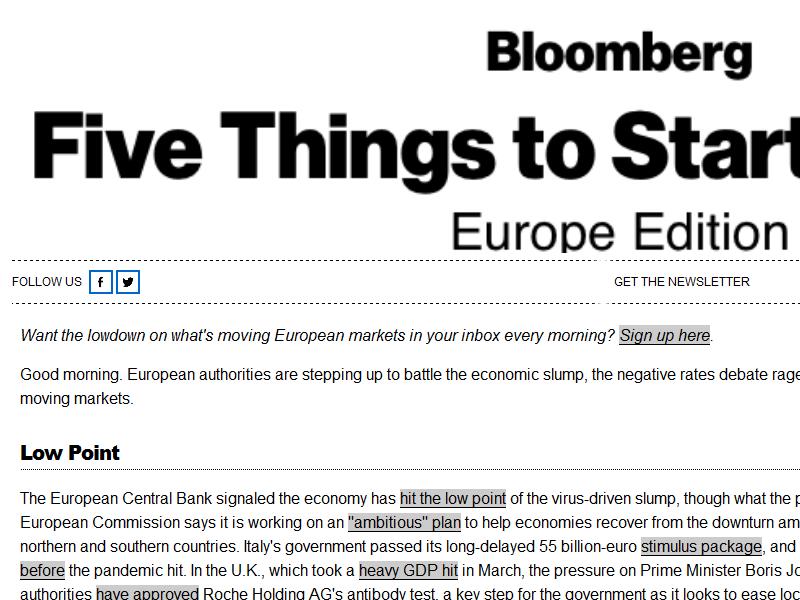 Bloomberg
Five Things to Start
Europe Edition
FOLLOW US GET THE NEWSLETTER
Want the lowdown on what's moving European markets in your inbox every morning? Sign up here.
Good morning. European authorities are stepping up to battle the economic slump, the negative rates debate rage
moving markets.
Low Point
The European Central Bank signaled the economy has hit the low point of the virus-driven slump, though what the p
European Commission says it is working on an "ambitious" plan to help economies recover from the downturn am
northern and southern countries. Italy's government passed its long-delayed 55 billion-euro stimulus package, and
before the pandemic hit. In the U.K., which took a heavy GDP hit in March, the pressure on Prime Minister Boris Jo
authorities have approved Roche Holding AG's antibody test, a key step for the government as it looks to ease loc